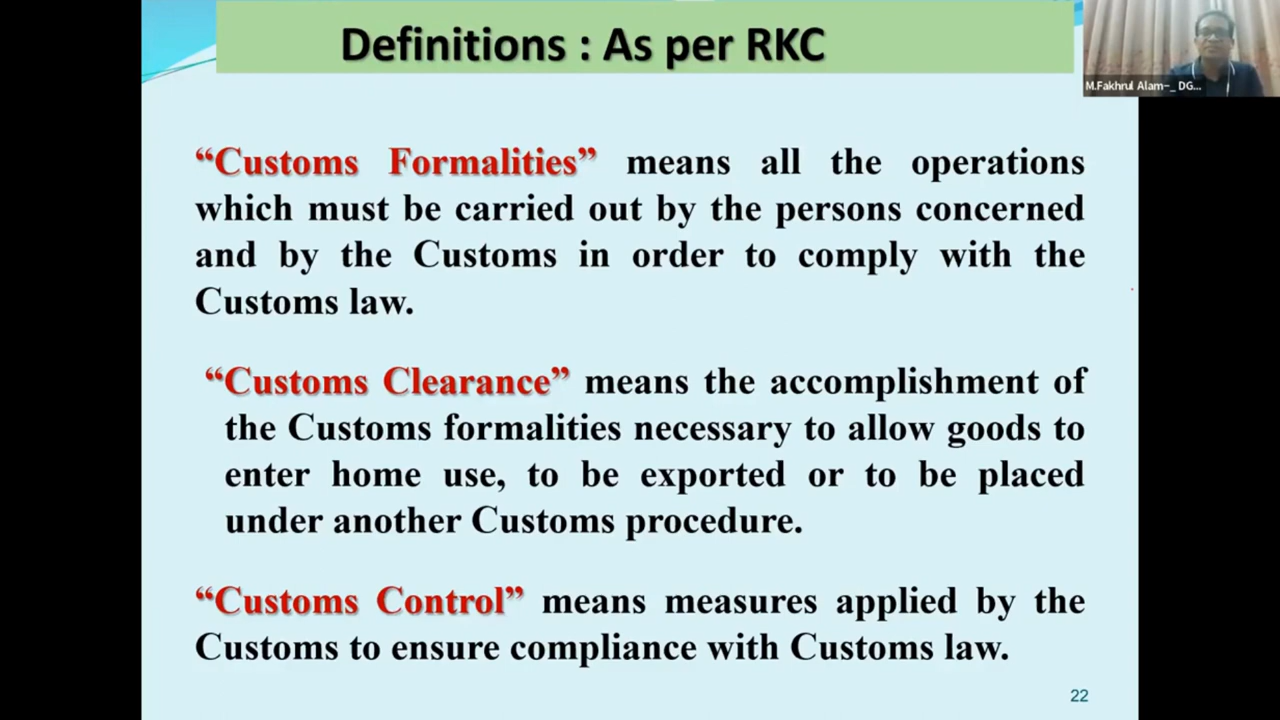 Definitions : As per RKC
M.Fakhrul Alam-_ DG...
“Customs Formalities” means all the operations
which must be carried out by the persons concerned
and by the Customs in order to comply with the
Customs law.
“Customs Clearance” means the accomplishment of
the Customs formalities necessary to allow goods to
enter home use, to be exported or to be placed
under another Customs procedure.
“Customs Control” means measures applied by the
Customs to ensure compliance with Customs law.
22